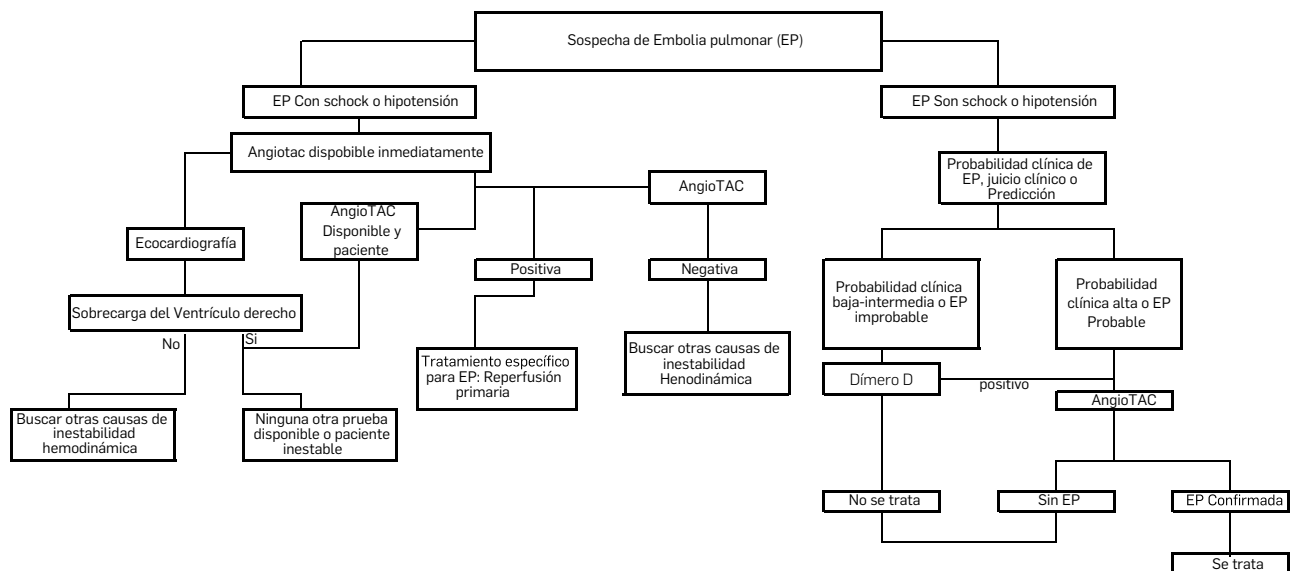 Sospecha de Embolia pulmonar (EP)
EP Con schock o hipotensión
EP Son schock o hipotensión
Angiotac dispobible inmediatamente
Probabilidad clínica de
EP, juicio clínico o
Predicción
AngioTAC
AngioTAC
Disponible y
paciente
Ecocardiografía
Positiva
Negativa
Probabilidad clínica
baja-intermedia o EP
improbable
Probabilidad
clínica alta o EP
Probable
Sobrecarga del Ventrículo derecho
No
Si
Tratamiento específico
para EP: Reperfusión
primaria
Buscar otras causas de
inestabilidad
Henodinámica
Dímero D
positivo
AngioTAC
Buscar otras causas de
inestabilidad
hemodinámica
Ninguna otra prueba
disponible o paciente
inestable
No se trata
Sin EP
EP Confirmada
Se trata